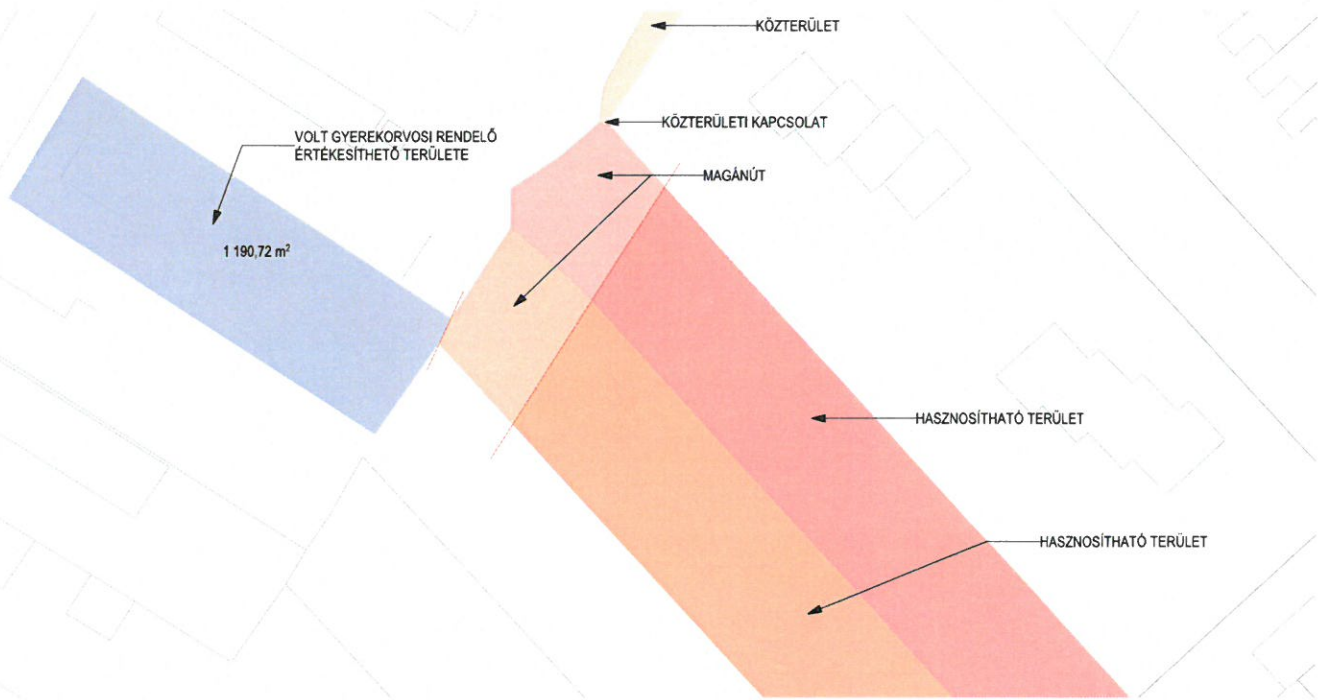 KÖZTERÜLET
KÖZTERÜLETI KAPCSOLAT
VOLT GYEREKORVOSI RENDELŐ
ÉRTÉKESÍTHETŐ TERÜLETE
MAGÁNÚT
1 190,72 m²
HASZNOSÍTHATÓ TERÜLET
HASZNOSÍTHATÓ TERÜLET